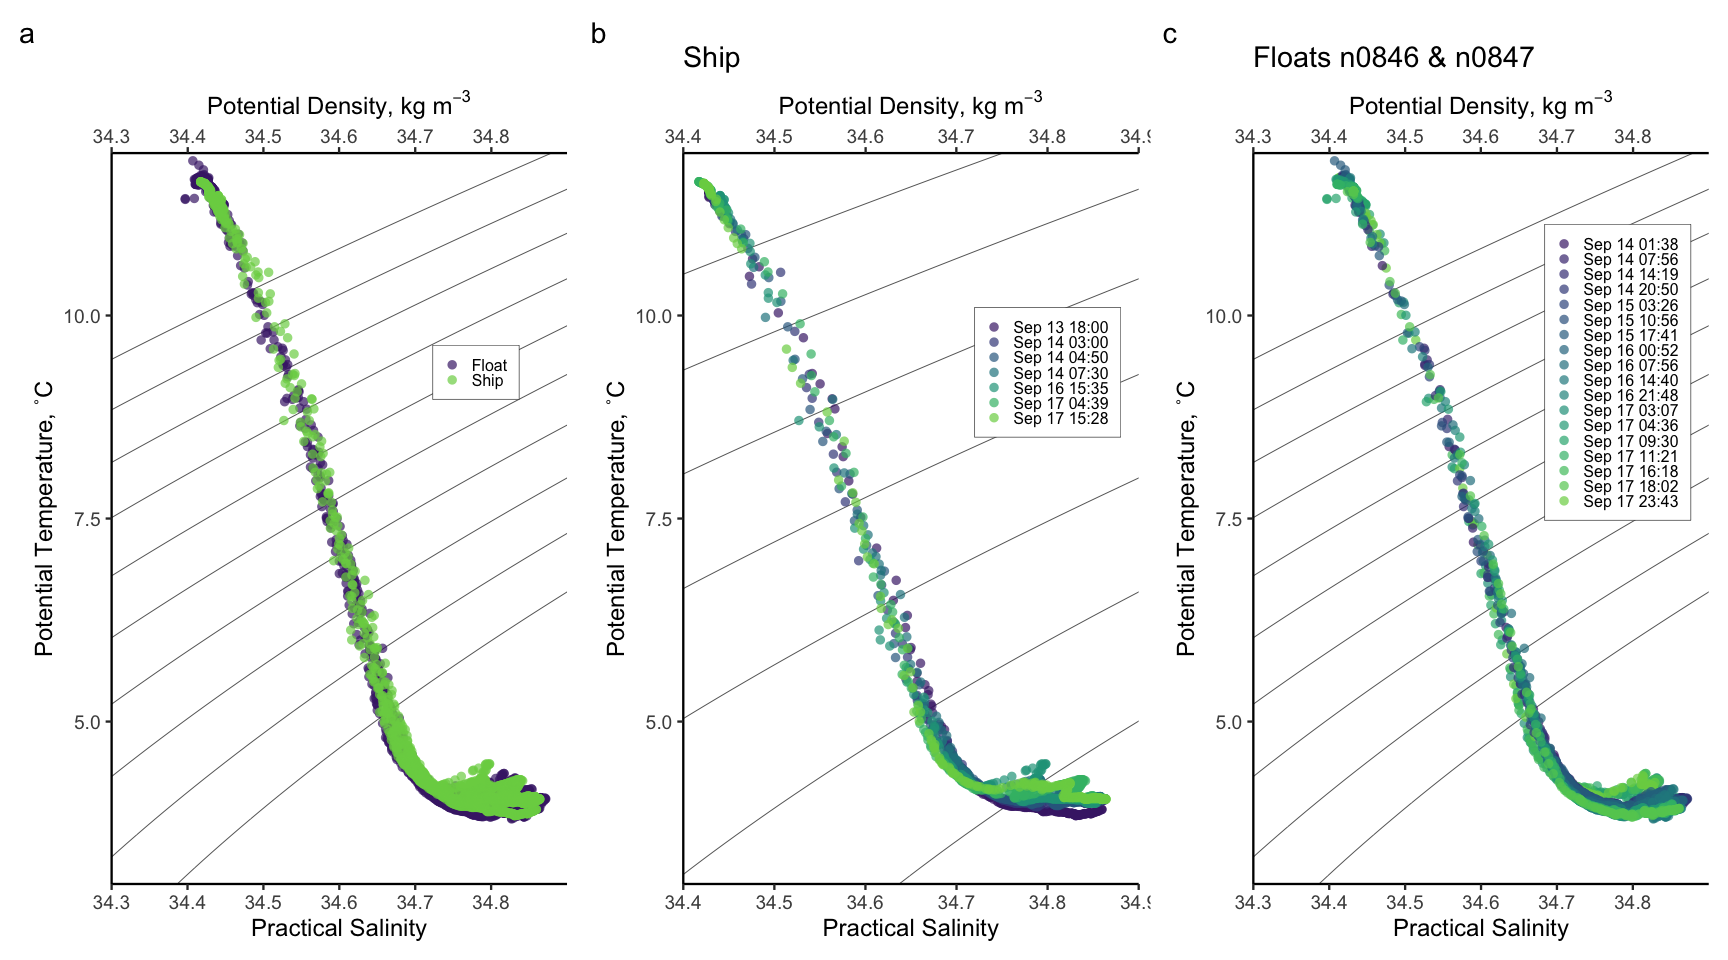 a
Potential Density, kg m−3
34.3 34.4 34.5 34.6 34.7 34.8
10.0
7.5
5.0
Potential Temperature, °C
Float
Ship
34.3 34.4 34.5 34.6 34.7 34.8
Practical Salinity
b
Ship
Potential Density, kg m−3
34.4 34.5 34.6 34.7 34.8 34.9
10.0
7.5
5.0
Potential Temperature, °C
Sep 13 18:00
Sep 14 03:00
Sep 14 04:50
Sep 14 07:30
Sep 16 15:35
Sep 17 04:39
Sep 17 15:28
34.4 34.5 34.6 34.7 34.8 34.9
Practical Salinity
c
Floats n0846 & n0847
Potential Density, kg m−3
34.3 34.4 34.5 34.6 34.7 34.8
10.0
7.5
5.0
Potential Temperature, °C
Sep 14 01:38
Sep 14 07:56
Sep 14 14:19
Sep 14 20:50
Sep 15 03:26
Sep 15 10:56
Sep 15 17:41
Sep 16 00:52
Sep 16 07:56
Sep 16 14:40
Sep 16 21:48
Sep 17 03:07
Sep 17 04:36
Sep 17 09:30
Sep 17 11:21
Sep 17 16:18
Sep 17 18:02
Sep 17 23:43
34.3 34.4 34.5 34.6 34.7 34.8
Practical Salinity